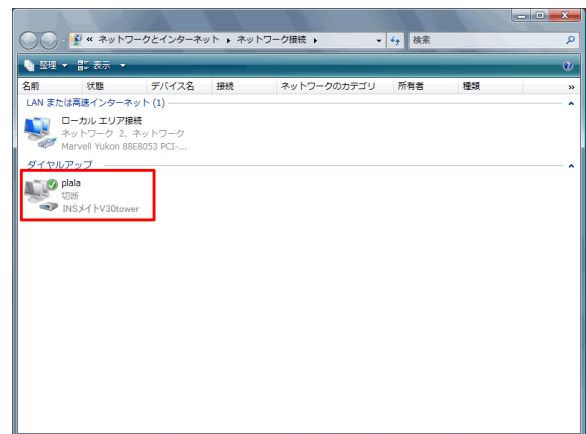 « ネットワークとインターネット ▸ ネットワーク接続 ▸ 検索
整理 表示
名前 状態 デバイス名 接続 ネットワークのカテゴリ 所有者 種類 »
LAN または高速インターネット (1)
ローカル エリア接続
ネットワーク 2、ネットワーク
Marvell Yukon 88E8053 PCI-...
ダイヤルアップ
plala
切断
INSメイトV30tower